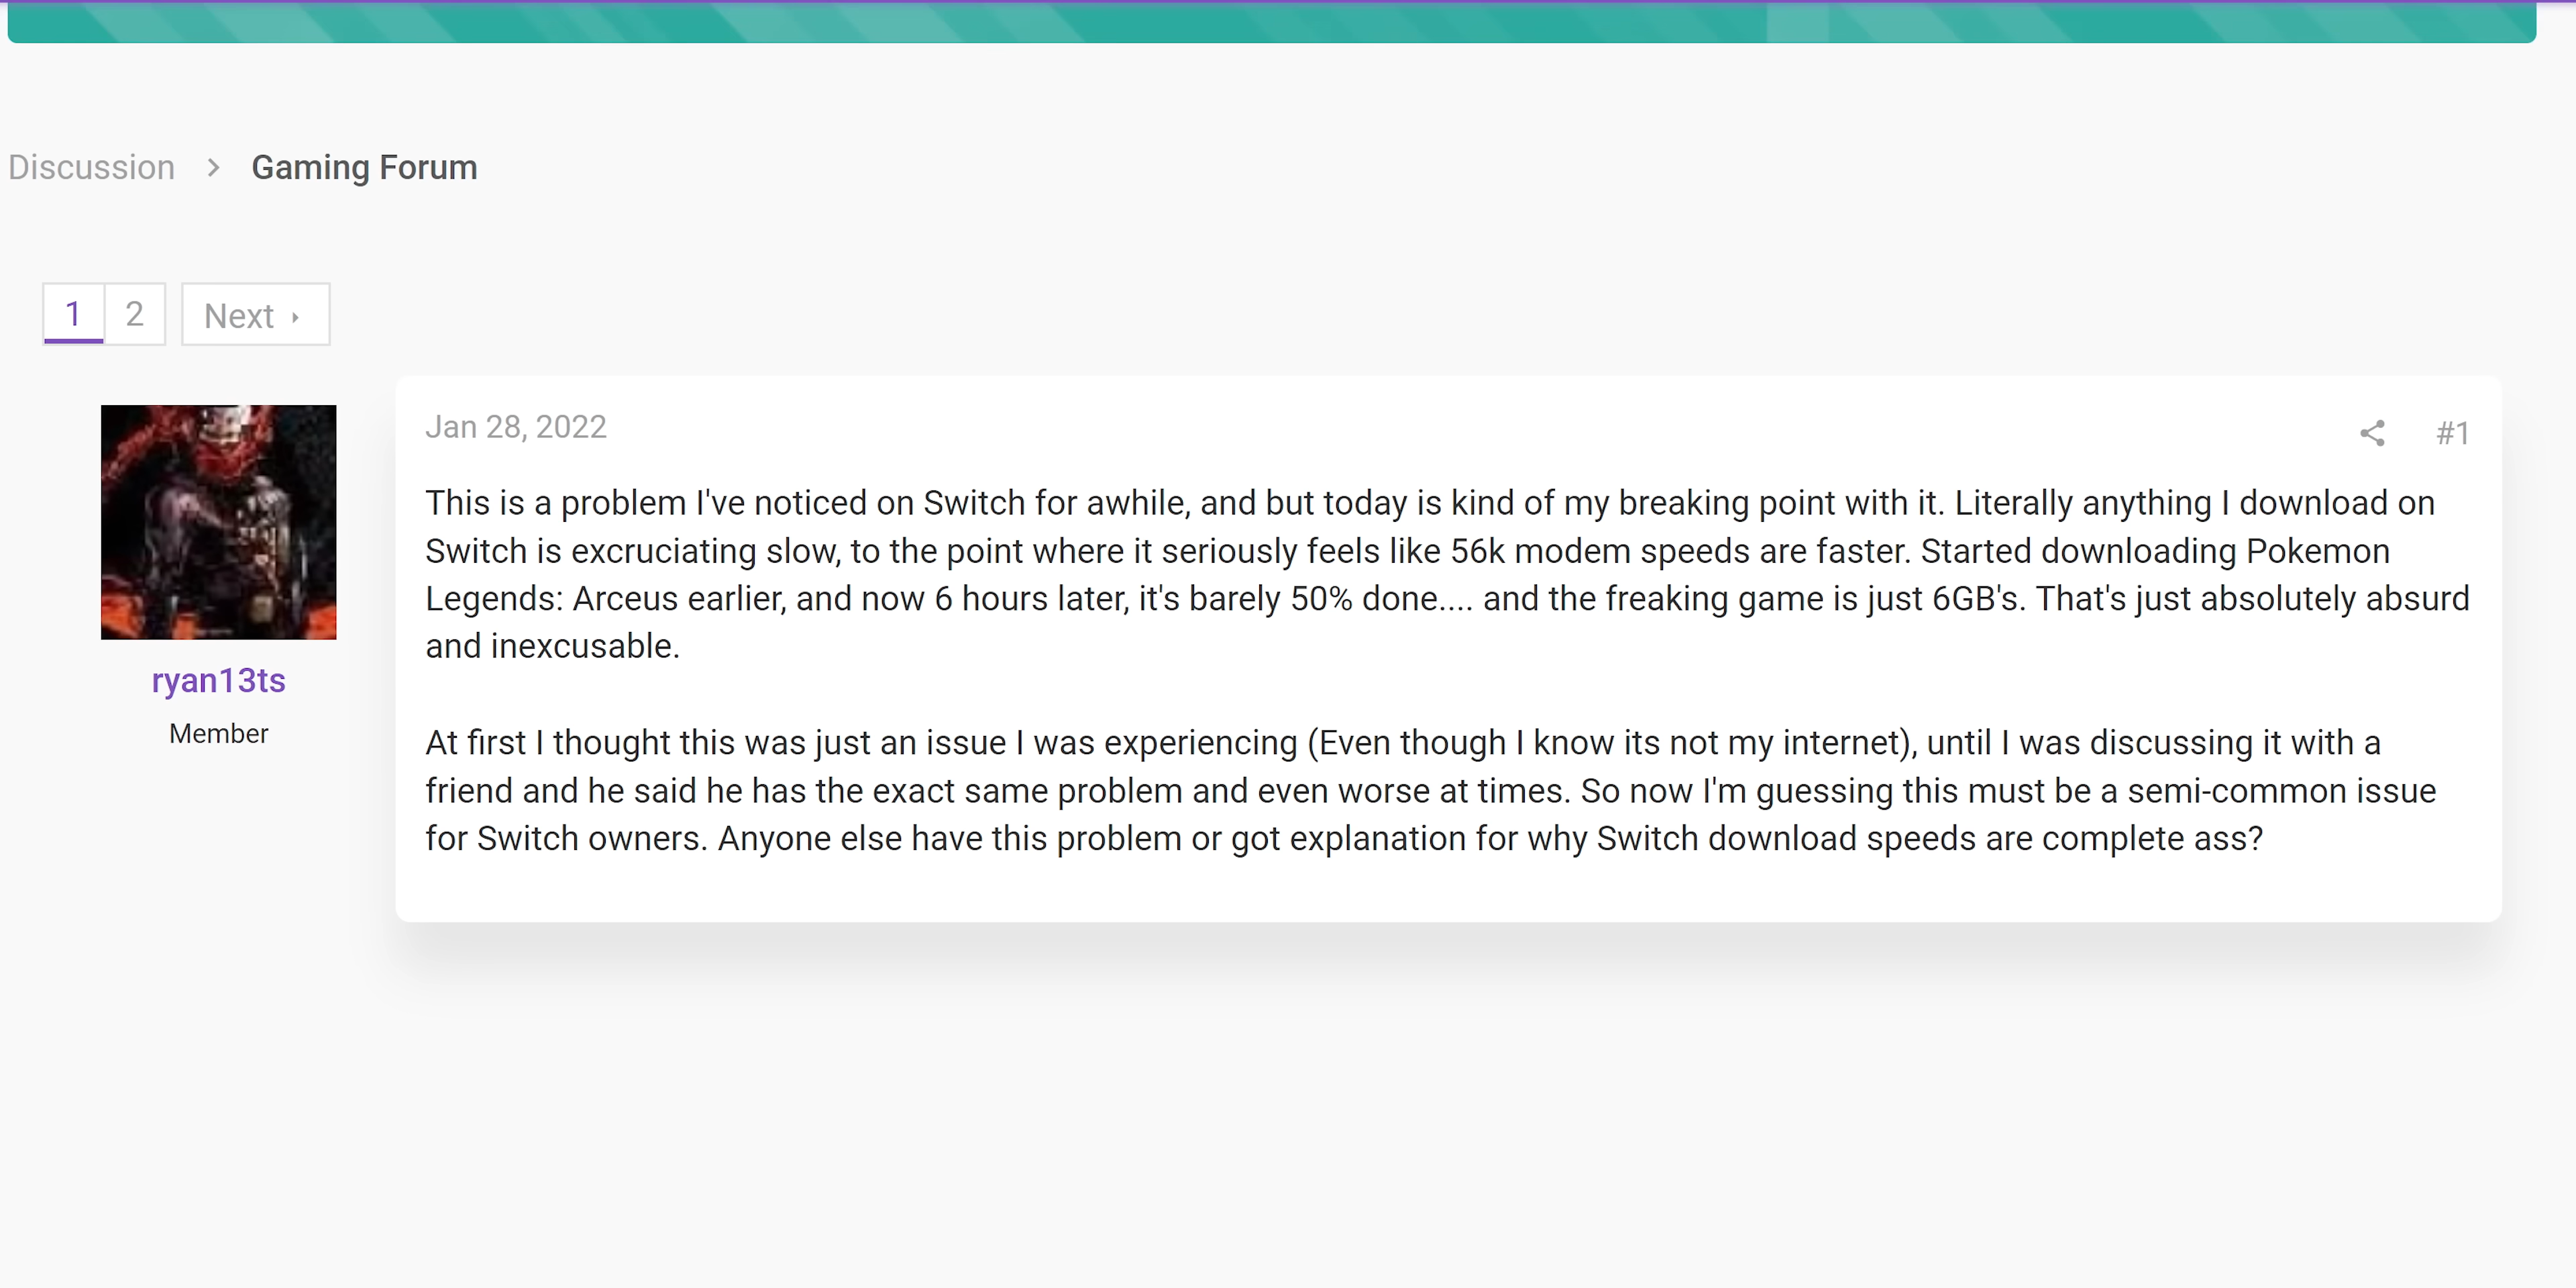 Discussion > Gaming Forum
1 2 Next
Jan 28, 2022 #1
This is a problem I've noticed on Switch for awhile, and but today is kind of my breaking point with it. Literally anything I download on
Switch is excruciating slow, to the point where it seriously feels like 56k modem speeds are faster. Started downloading Pokemon
Legends: Arceus earlier, and now 6 hours later, it's barely 50% done.... and the freaking game is just 6GB's. That's just absolutely absurd
and inexcusable.
ryan13ts
Member
At first I thought this was just an issue I was experiencing (Even though I know its not my internet), until I was discussing it with a
friend and he said he has the exact same problem and even worse at times. So now I'm guessing this must be a semi-common issue
for Switch owners. Anyone else have this problem or got explanation for why Switch download speeds are complete ass?